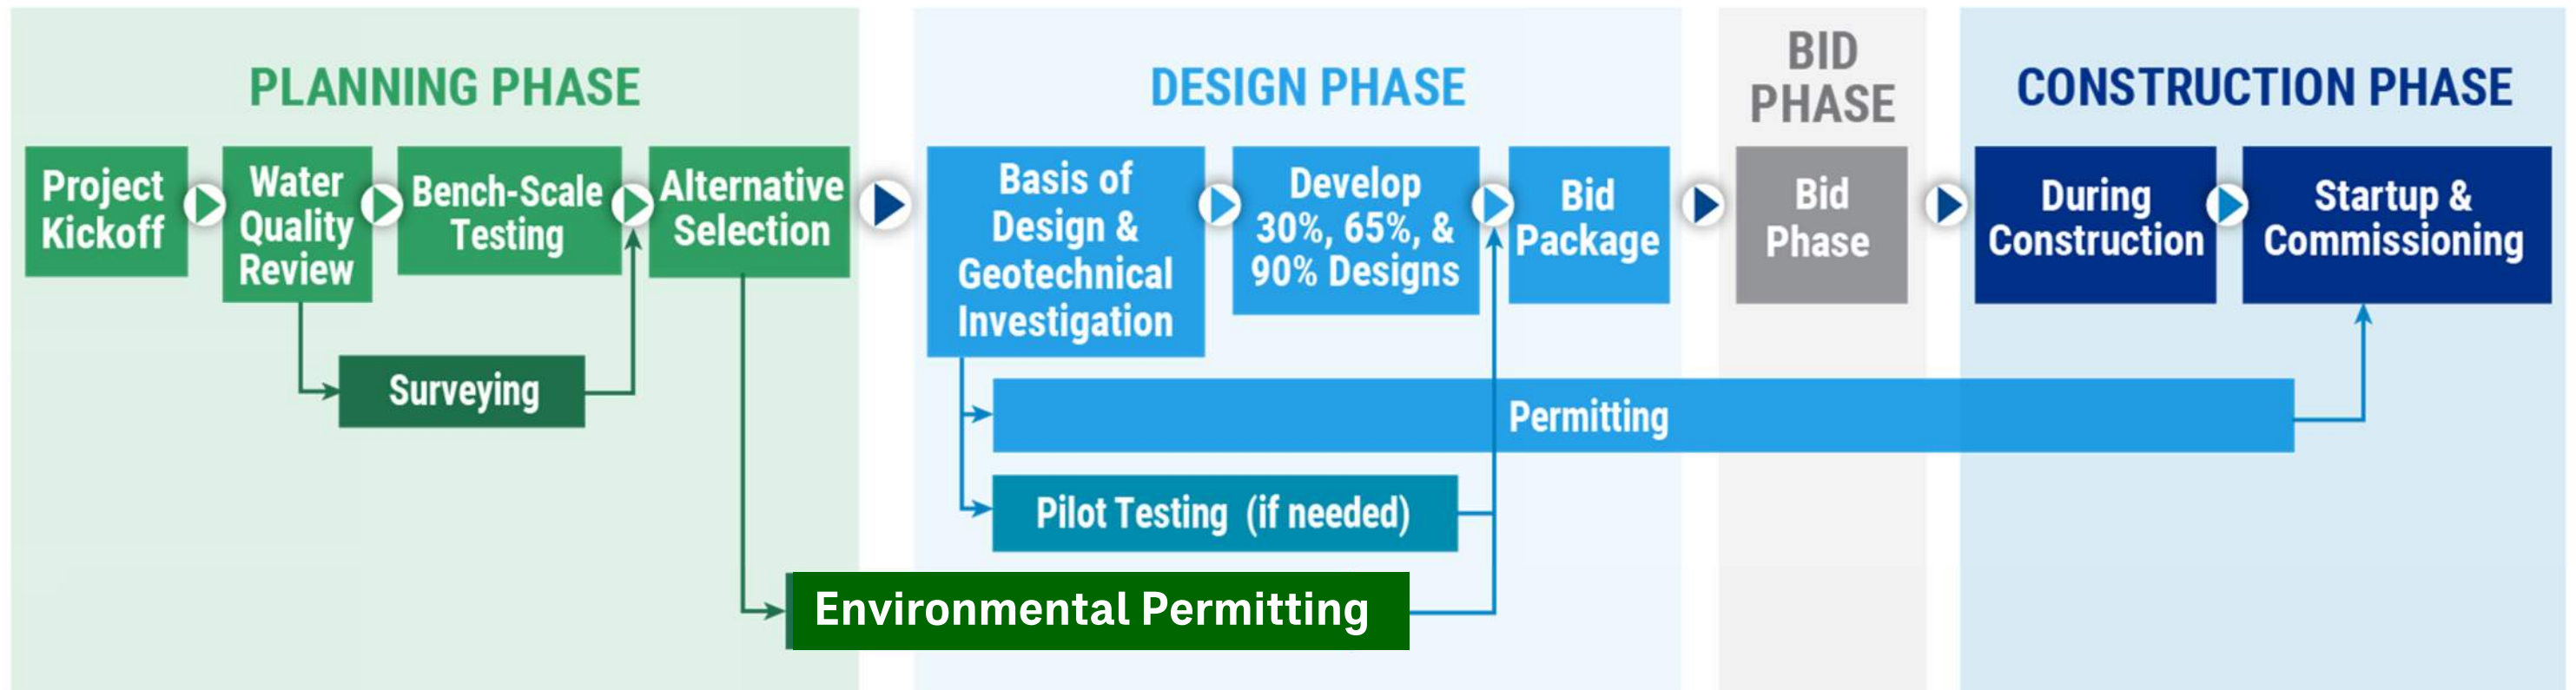 PLANNING PHASE
Project
Kickoff
Water
Quality
Review
Bench-Scale
Testing
Alternative
Selection
Surveying
DESIGN PHASE
Basis of
Design &
Geotechnical
Investigation
Develop
30%, 65%, &
90% Designs
Bid
Package
Permitting
Pilot Testing (if needed)
Environmental Permitting
BID
PHASE
Bid
Phase
CONSTRUCTION PHASE
During
Construction
Startup &
Commissioning